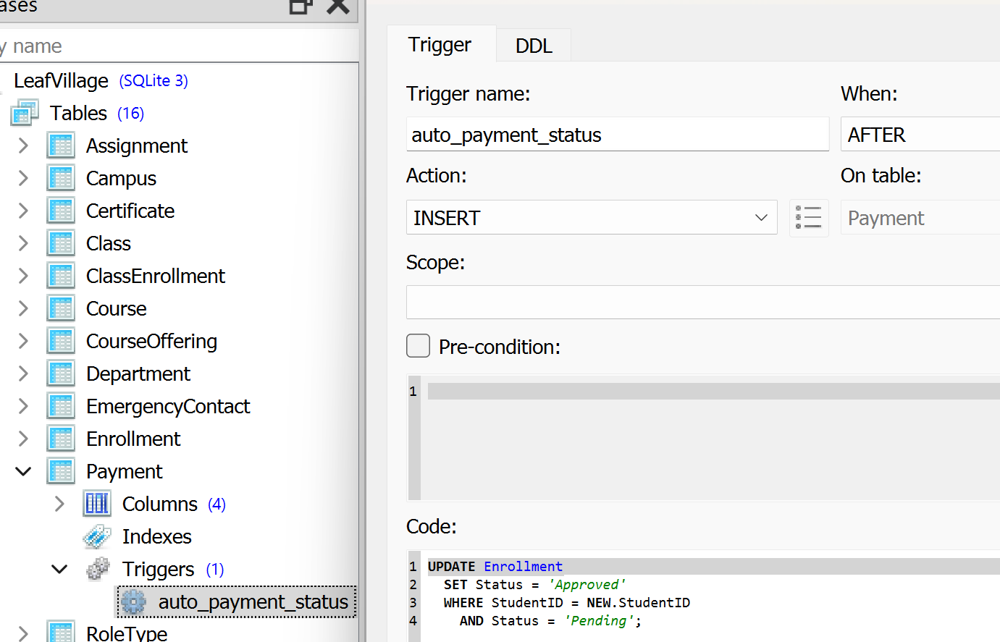 ases
y name
LeafVillage (SQLite 3)
Tables (16)
Assignment
Campus
Certificate
Class
ClassEnrollment
Course
CourseOffering
Department
EmergencyContact
Enrollment
Payment
Columns (4)
Indexes
Triggers (1)
auto_payment_status
RoleType
Trigger DDL
Trigger name: When:
auto_payment_status AFTER
Action: On table:
INSERT Payment
Scope:
Pre-condition:
1
Code:
1 UPDATE Enrollment
2 SET Status = 'Approved'
3 WHERE StudentID = NEW.StudentID
4 AND Status = 'Pending';